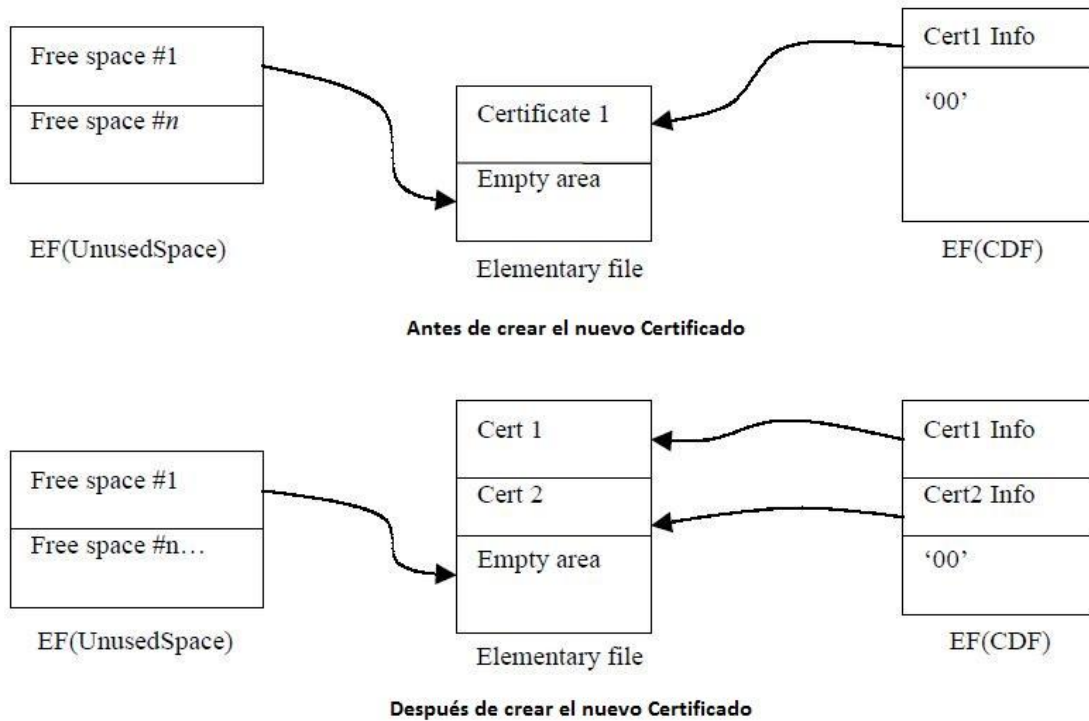 Free space #1
Free space #n
EF(UnusedSpace)
Certificate 1
Empty area
Elementary file
Cert1 Info
‘00’
EF(CDF)
Antes de crear el nuevo Certificado
Free space #1
Free space #n…
EF(UnusedSpace)
Cert 1
Cert 2
Empty area
Elementary file
Cert1 Info
Cert2 Info
‘00’
EF(CDF)
Después de crear el nuevo Certificado